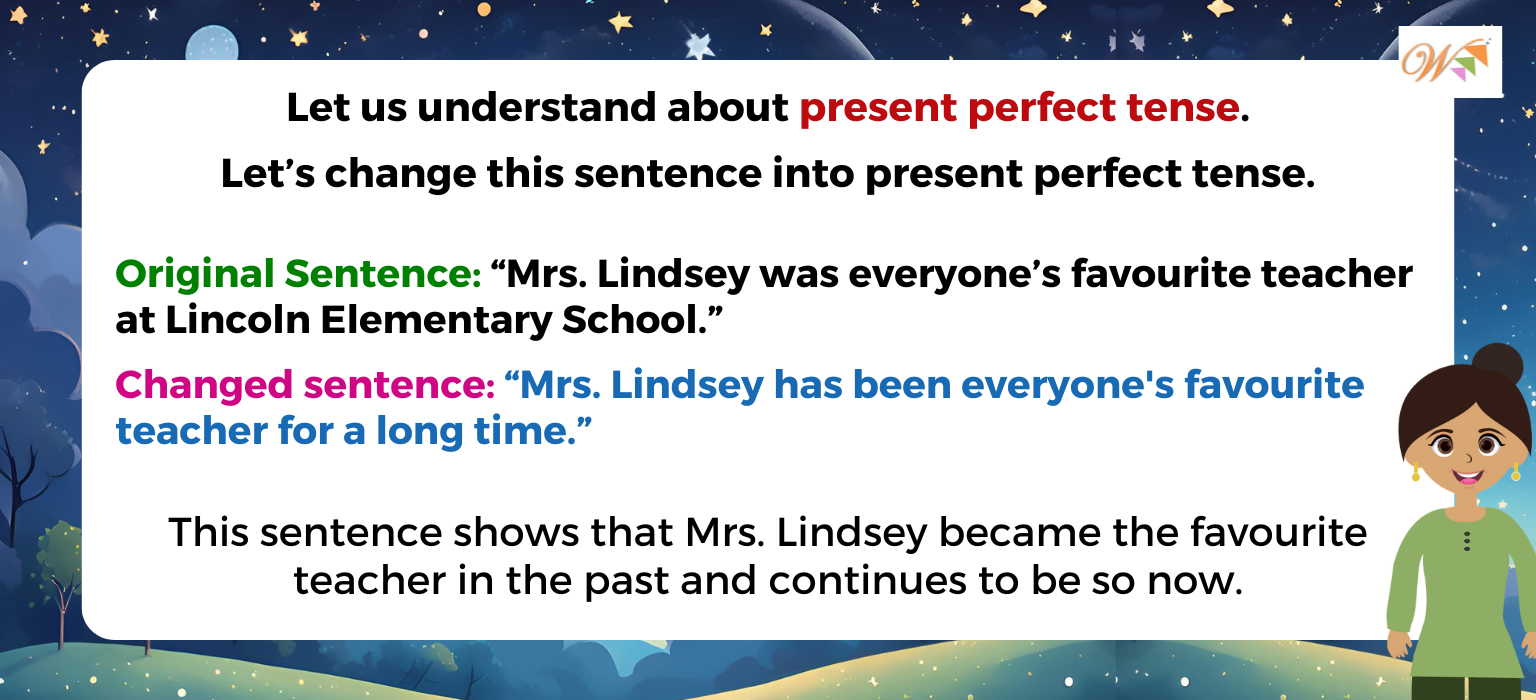 W
Let us understand about present perfect tense.
Let’s change this sentence into present perfect tense.
Original Sentence: “Mrs. Lindsey was everyone’s favourite teacher
at Lincoln Elementary School.”
Changed sentence: “Mrs. Lindsey has been everyone's favourite
teacher for a long time.”
This sentence shows that Mrs. Lindsey became the favourite
teacher in the past and continues to be so now.